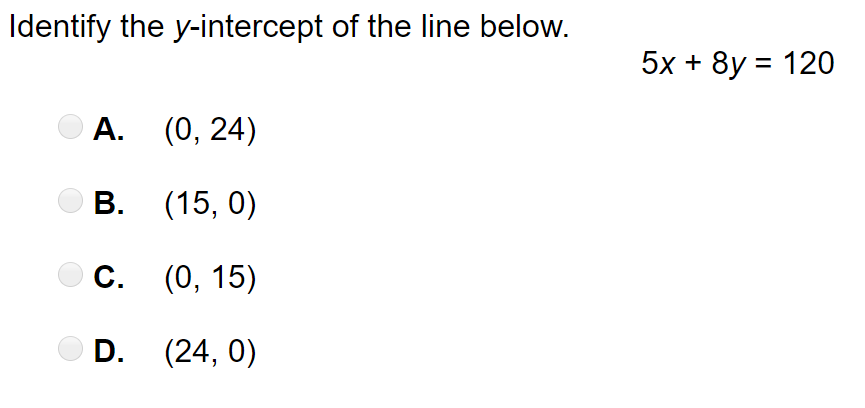 Identify the y-intercept of the line below.
5x + 8y = 120
A. (0, 24)
B. (15, 0)
C. (0, 15)
D. (24, 0)